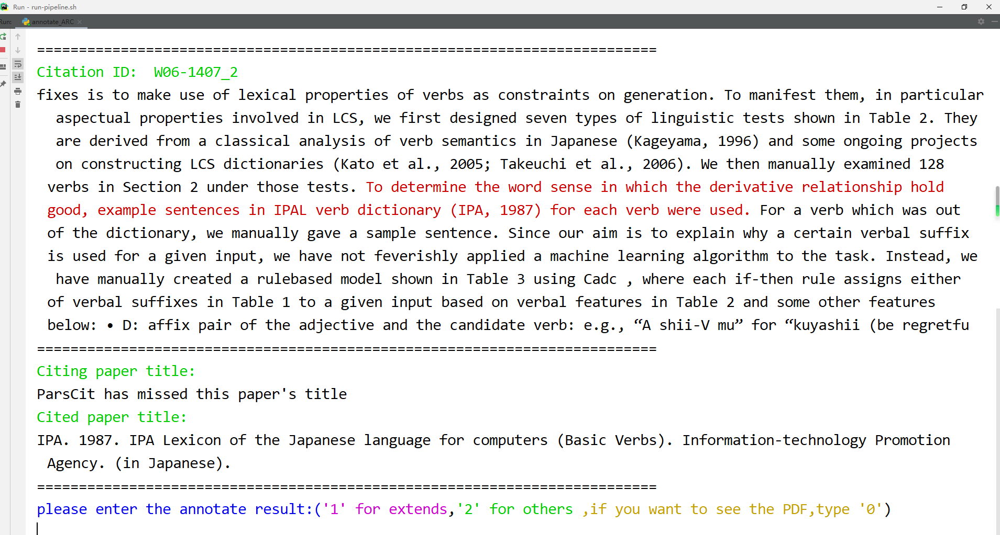 Run - run-pipeline.sh
Run: annotate_ARC
==========================================================================
Citation ID:  W06-1407_2
fixes is to make use of lexical properties of verbs as constraints on generation. To manifest them, in particular
aspectual properties involved in LCS, we first designed seven types of linguistic tests shown in Table 2. They
are derived from a classical analysis of verb semantics in Japanese (Kageyama, 1996) and some ongoing projects
on constructing LCS dictionaries (Kato et al., 2005; Takeuchi et al., 2006). We then manually examined 128
verbs in Section 2 under those tests. To determine the word sense in which the derivative relationship hold
good, example sentences in IPAL verb dictionary (IPA, 1987) for each verb were used. For a verb which was out
of the dictionary, we manually gave a sample sentence. Since our aim is to explain why a certain verbal suffix
is used for a given input, we have not feverishly applied a machine learning algorithm to the task. Instead, we
have manually created a rulebased model shown in Table 3 using Cadc , where each if-then rule assigns either
of verbal suffixes in Table 1 to a given input based on verbal features in Table 2 and some other features
below: • D: affix pair of the adjective and the candidate verb: e.g., “A shii-V mu” for “kuyashii (be regretfu
==========================================================================
Citing paper title:
ParsCit has missed this paper's title
Cited paper title:
IPA. 1987. IPA Lexicon of the Japanese language for computers (Basic Verbs). Information-technology Promotion
Agency. (in Japanese).
==========================================================================
please enter the annotate result:('1' for extends,'2' for others ,if you want to see the PDF,type '0')